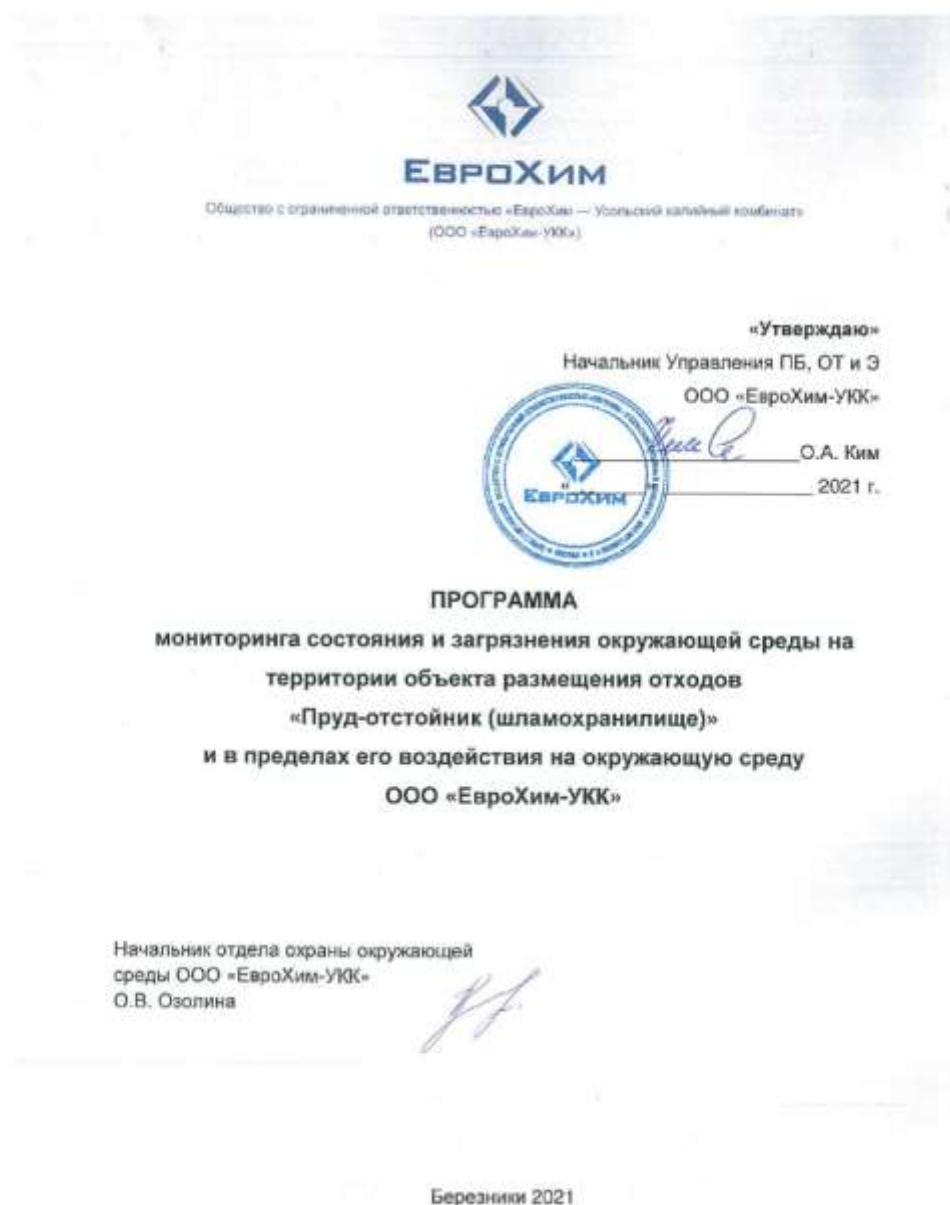 ЕвроХим
Общество с ограниченной ответственностью «ЕвроХим — Усольский калийный комбинат»
(ООО «ЕвроХим-УКК»)
«Утверждаю»
Начальник Управления ПБ, ОТ и Э
ООО «ЕвроХим-УКК»
О.А. Ким
ЕвроХим
2021 г.
ПРОГРАММА
мониторинга состояния и загрязнения окружающей среды на
территории объекта размещения отходов
«Пруд-отстойник (шламохранилище)»
и в пределах его воздействия на окружающую среду
ООО «ЕвроХим-УКК»
Начальник отдела охраны окружающей
среды ООО «ЕвроХим-УКК»
О.В. Озолина
Березники 2021